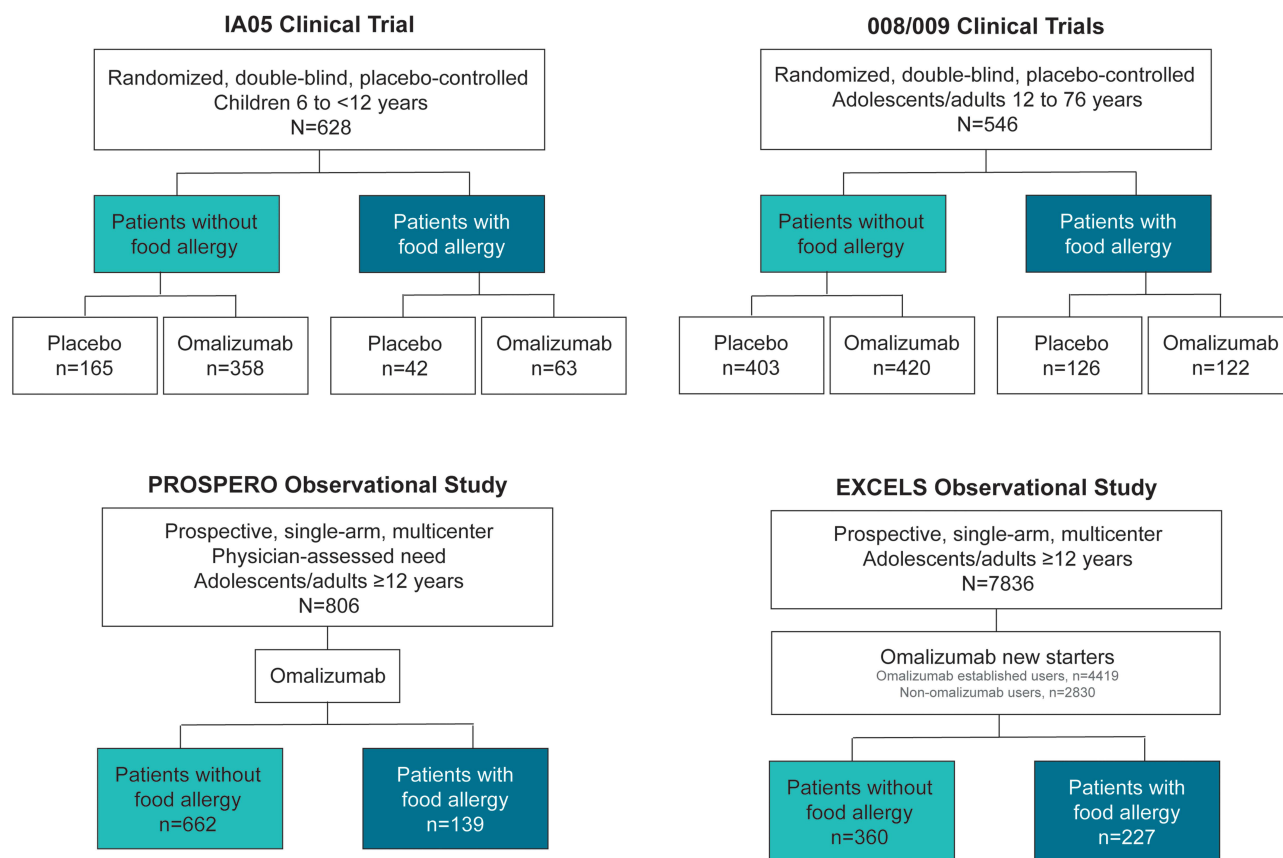 IA05 Clinical Trial
Randomized, double-blind, placebo-controlled
Children 6 to <12 years
N=628
Patients without
food allergy
Patients with
food allergy
Placebo
n=165
Omalizumab
n=358
Placebo
n=42
Omalizumab
n=63
008/009 Clinical Trials
Randomized, double-blind, placebo-controlled
Adolescents/adults 12 to 76 years
N=546
Patients without
food allergy
Patients with
food allergy
Placebo
n=403
Omalizumab
n=420
Placebo
n=126
Omalizumab
n=122
PROSPERO Observational Study
Prospective, single-arm, multicenter
Physician-assessed need
Adolescents/adults ≥12 years
N=806
Omalizumab
Patients without
food allergy
n=662
Patients with
food allergy
n=139
EXCELS Observational Study
Prospective, single-arm, multicenter
Adolescents/adults ≥12 years
N=7836
Omalizumab new starters
Omalizumab established users, n=4419
Non-omalizumab users, n=2830
Patients without
food allergy
n=360
Patients with
food allergy
n=227